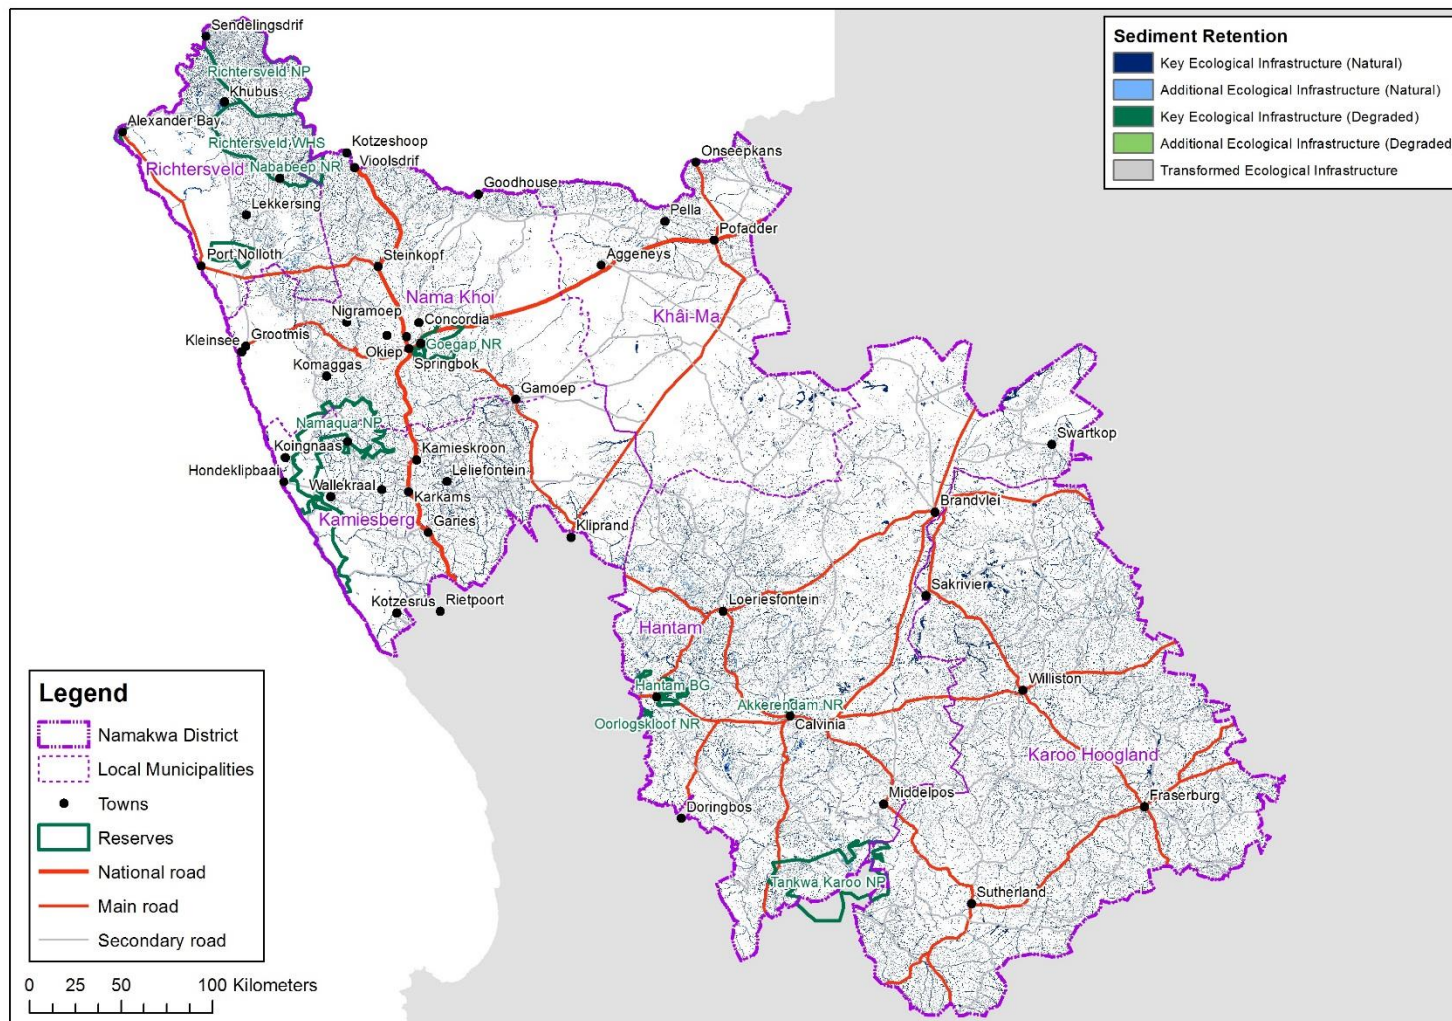 Sendelingsdrif
Richtersveld NP
Khubus
Alexander Bay
Richtersveld WHS
Kotzeshoop
Richtersveld
Nababeep NR
Vioolsdrif
Lekkersing
Goodhouse
Onseepkans
Pella
Pofadder
Port Nolloth
Steinkopf
Aggeneys
Nama Khoi
Khâi-Ma
Nigramoep
Concordia
Kleinsee
Grootmis
Okiep
Goegap NR
Springbok
Komaggas
Gamoep
Namaqua NP
Koingnaas
Kamieskroon
Swartkop
Hondeklipbaai
Wallekraal
Leliefontein
Karkams
Kamiesberg
Garies
Brandvlei
Kliprand
Sakrivier
Kotzesrus
Rietpoort
Loeriesfontein
Hantam
Hantam BG
Akkerendam NR
Williston
Oorlogskloof NR
Calvinia
Karoo Hoogland
Doringbos
Middelpos
Fraserburg
Tankwa Karoo NP
Sutherland
Sediment Retention
Key Ecological Infrastructure (Natural)
Additional Ecological Infrastructure (Natural)
Key Ecological Infrastructure (Degraded)
Additional Ecological Infrastructure (Degraded
Transformed Ecological Infrastructure
Legend
Namakwa District
Local Municipalities
Towns
Reserves
National road
Main road
Secondary road
0 25 50 100 Kilometers